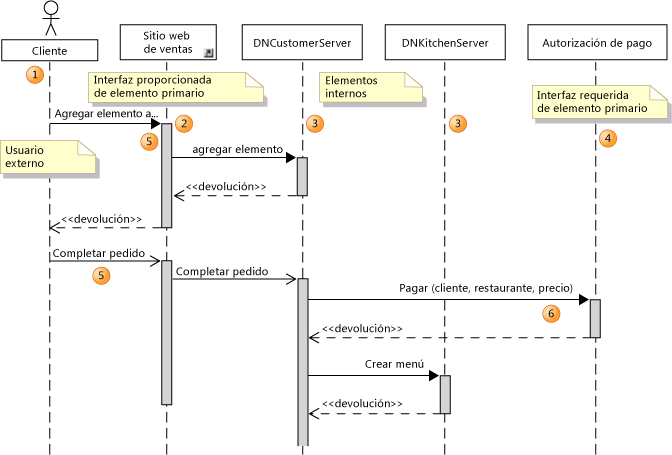 Cliente
Sitio web
de ventas
DNCustomerServer
DNKitchenServer
Autorización de pago
1
Interfaz proporcionada
de elemento primario
Elementos
internos
Interfaz requerida
de elemento primario
Agregar elemento a...
2
3
3
4
5
Usuario
externo
agregar elemento
<<devolución>>
<<devolución>>
Completar pedido
5
Completar pedido
Pagar (cliente, restaurante, precio)
6
<<devolución>>
Crear menú
<<devolución>>